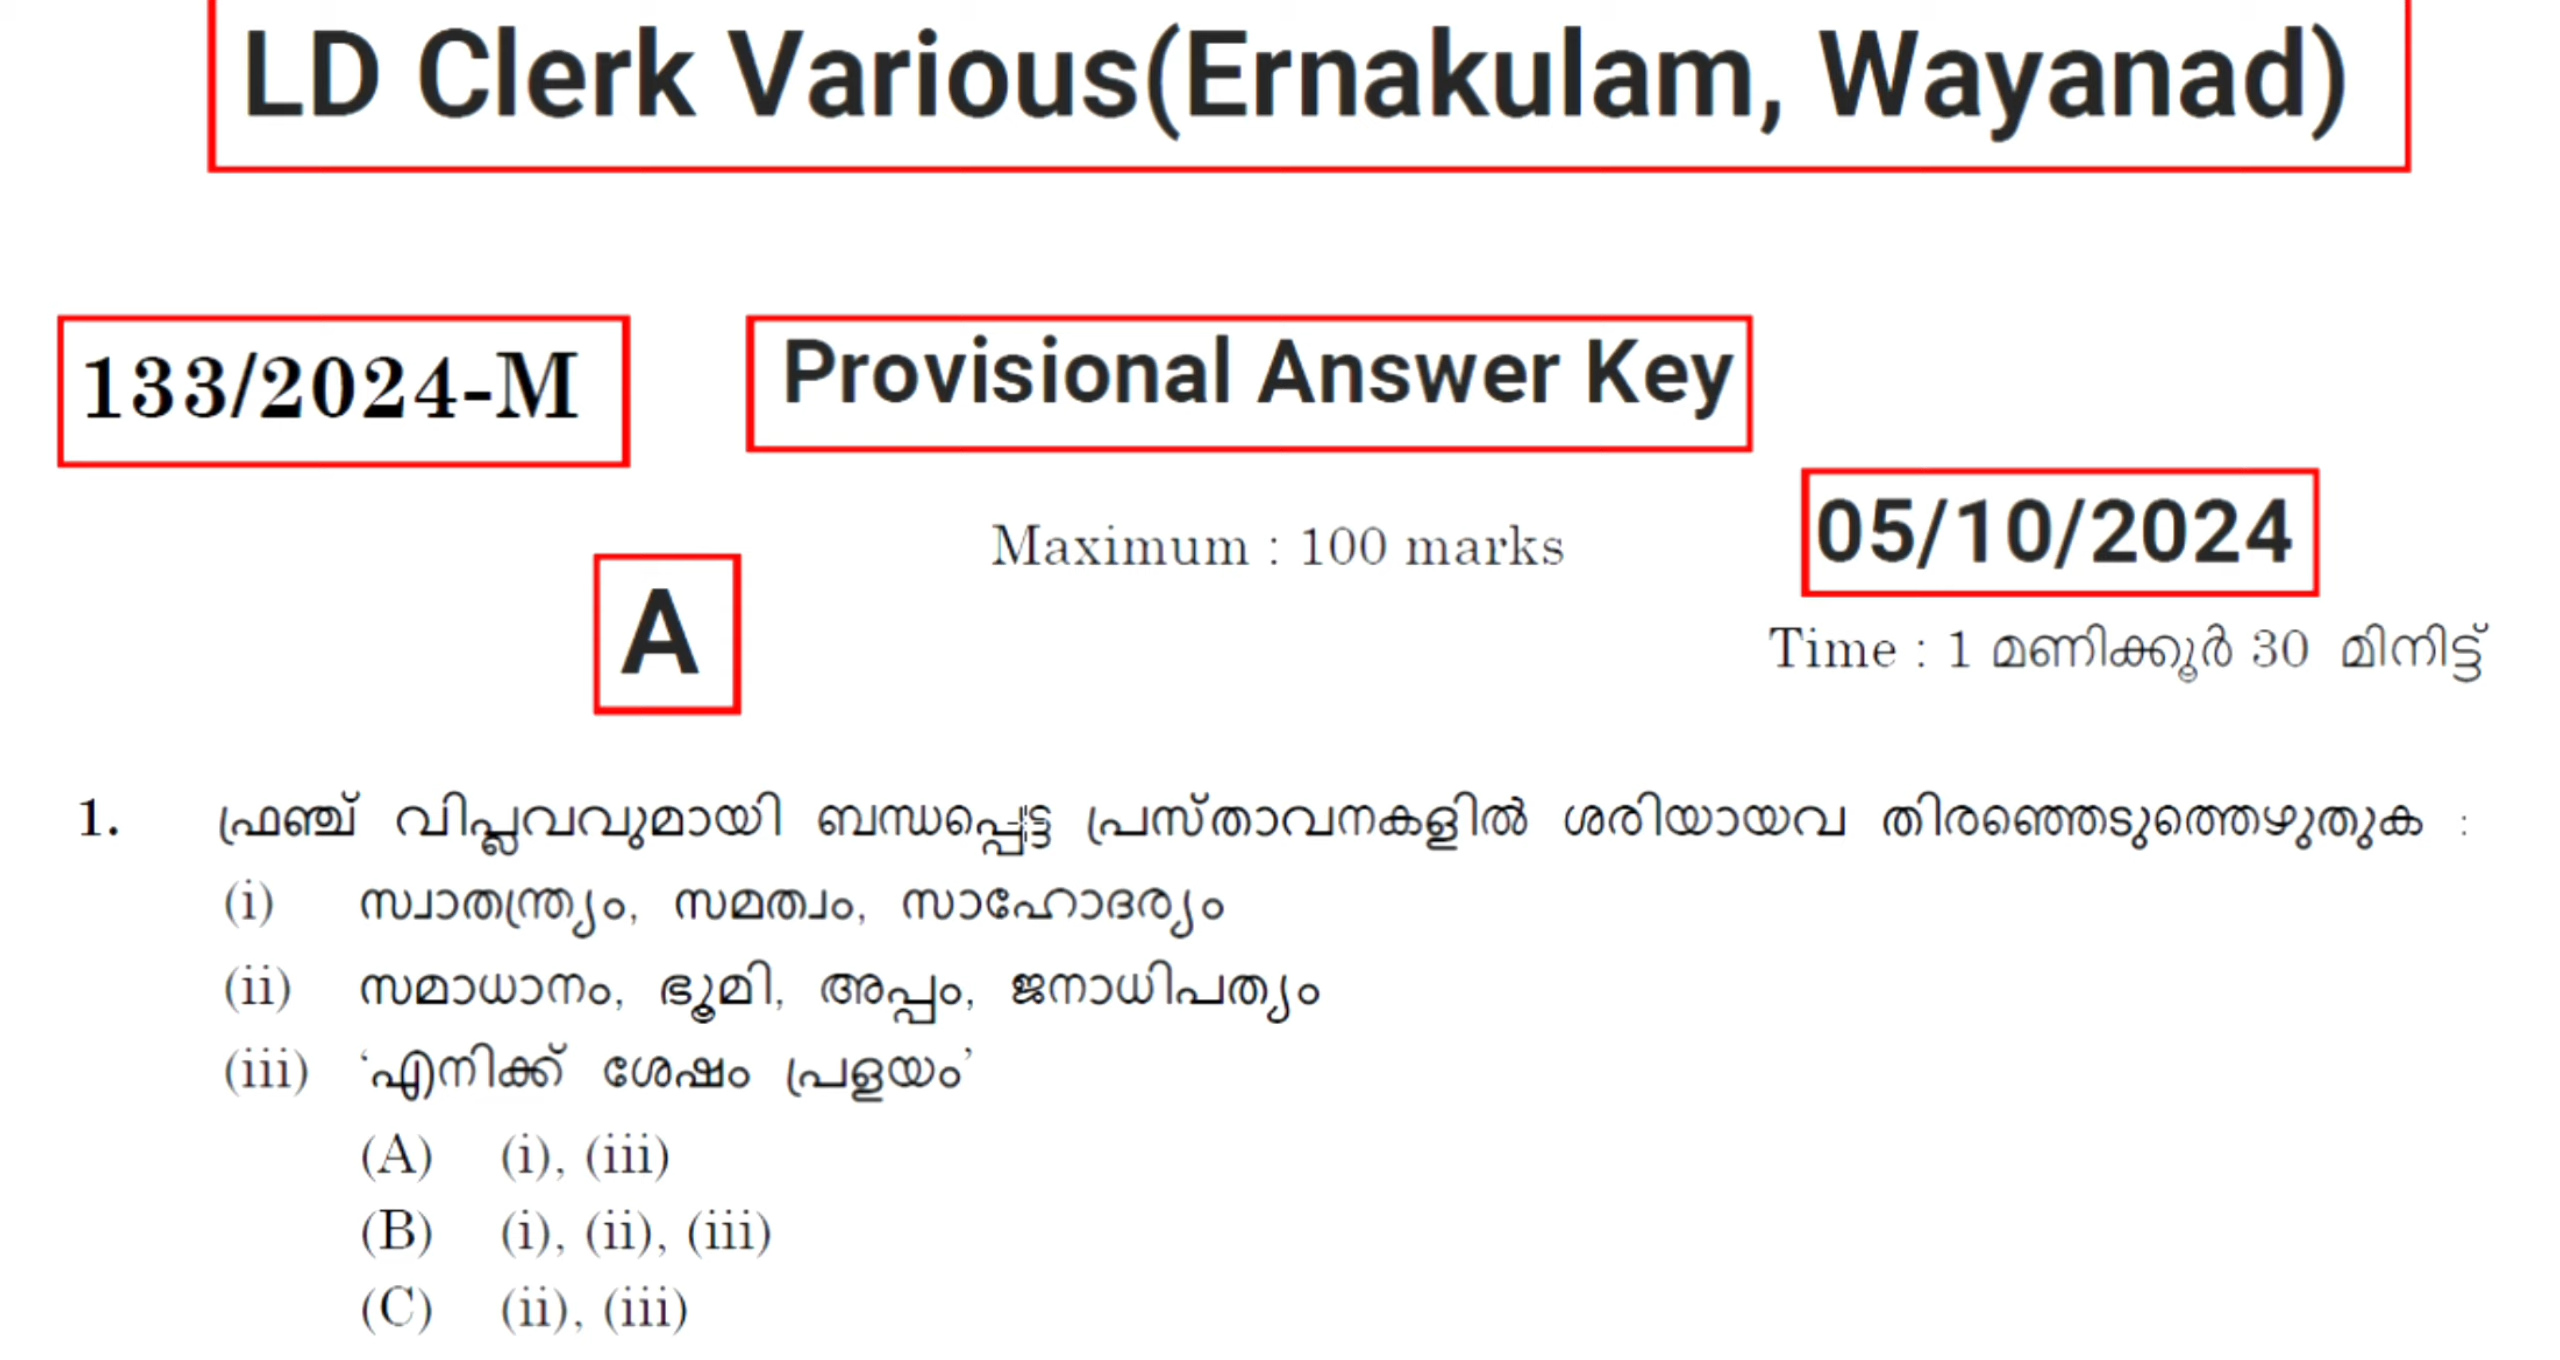 LD Clerk Various(Ernakulam, Wayanad)
133/2024-M
Provisional Answer Key
05/10/2024
Maximum : 100 marks
A
Time : 1 മണിക്കൂർ 30 മിനിട്ട്
1. ഫ്രഞ്ച് വിപ്ലവവുമായി ബന്ധപ്പെട്ട പ്രസ്താവനകളിൽ ശരിയായവ തിരഞ്ഞെടുത്തെഴുതുക :
(i) സ്വാതന്ത്ര്യം, സമത്വം, സാഹോദര്യം
(ii) സമാധാനം, ഭൂമി, അപ്പം, ജനാധിപത്യം
(iii) ‘എനിക്ക് ശേഷം പ്രളയം’
(A) (i), (iii)
(B) (i), (ii), (iii)
(C) (ii), (iii)